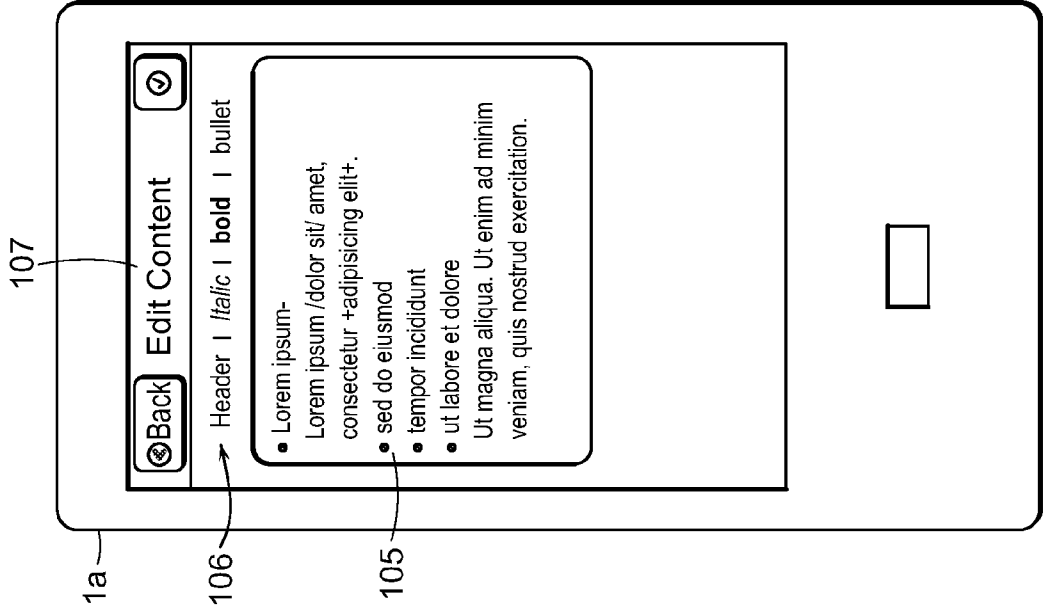 107
1a
Back Edit Content
106
Header | Italic | bold | bullet
• Lorem ipsum-
Lorem ipsum /dolor sit/ amet,
consectetur +adipisicing elit+.
105
• sed do eiusmod
• tempor incididunt
• ut labore et dolore
Ut magna aliqua. Ut enim ad minim
veniam, quis nostrud exercitation.